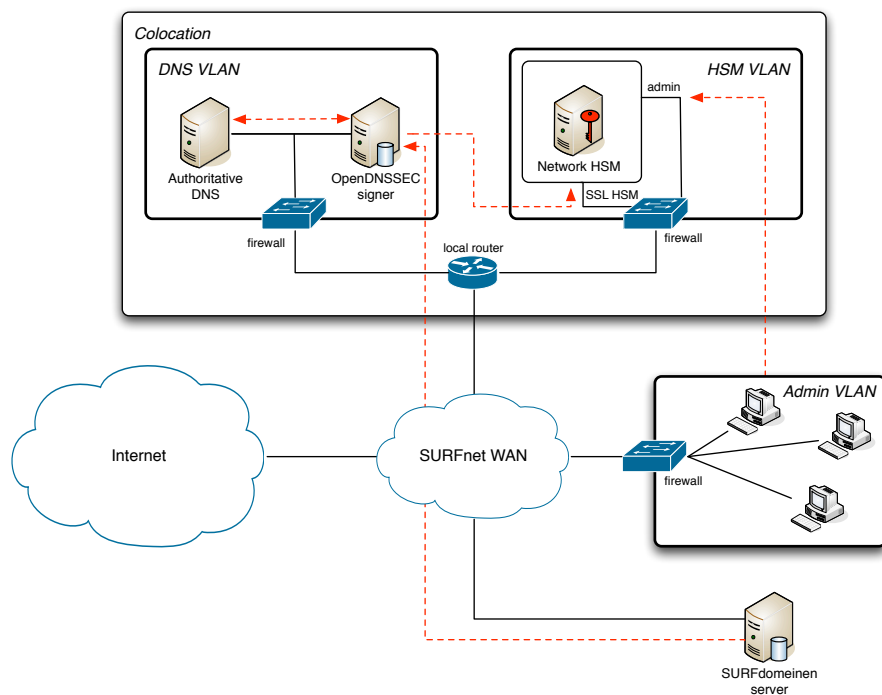 Colocation
DNS VLAN
HSM VLAN
admin
Authoritative
DNS
OpenDNSSEC
signer
Network HSM
SSL HSM
firewall
firewall
local router
Admin VLAN
Internet
SURFnet WAN
firewall
SURFdomeinen
server